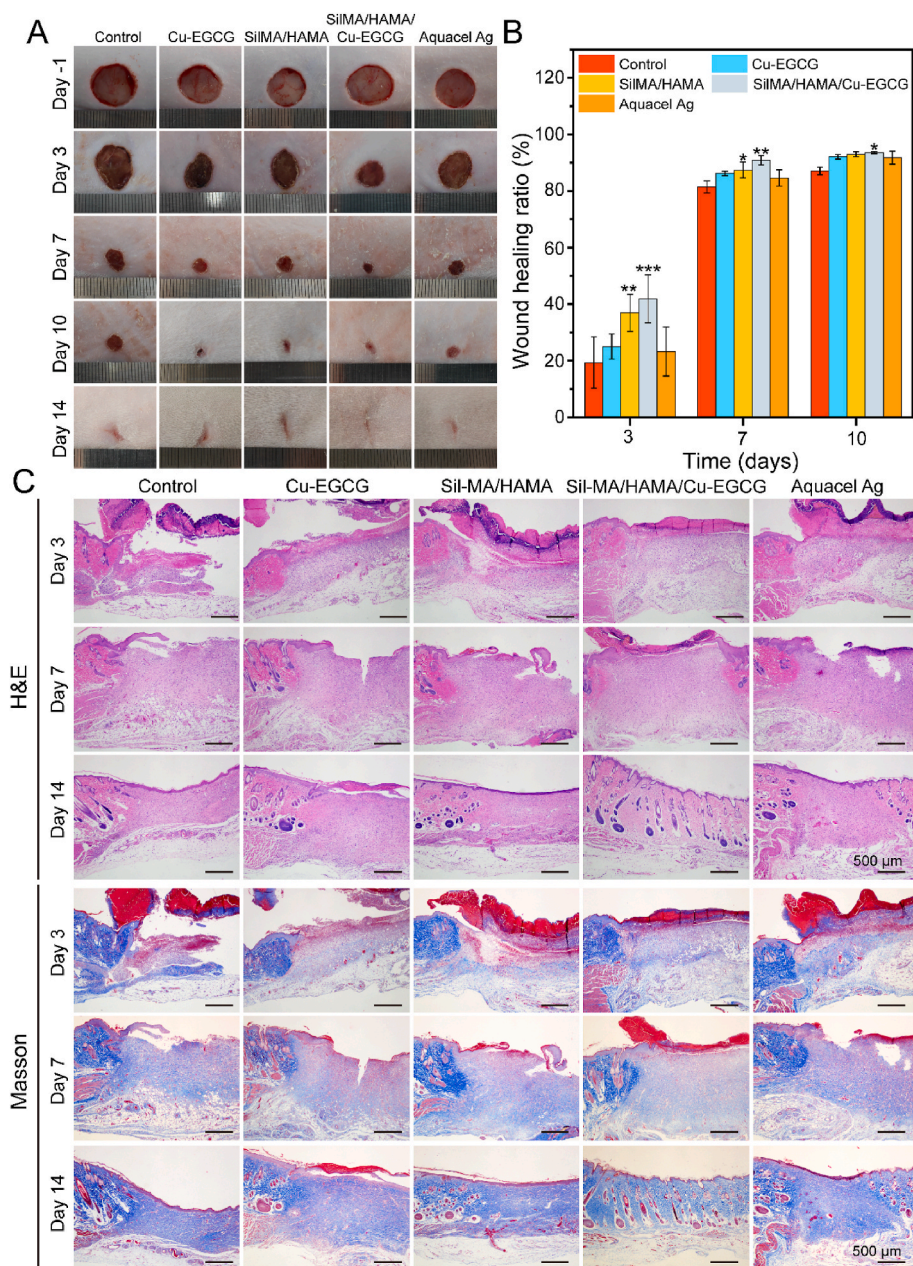 A
Control
Cu-EGCG
SilMA/HAMA
SilMA/HAMA/
Cu-EGCG
Aquacel Ag
Day -1
Day 3
Day 7
Day 10
Day 14
B
Control
Cu-EGCG
SilMA/HAMA
SilMA/HAMA/Cu-EGCG
Aquacel Ag
Wound healing ratio (%)
120
100
80
60
40
20
0
** ***
* **
*
3 7 10
Time (days)
C
Control
Cu-EGCG
Sil-MA/HAMA
Sil-MA/HAMA/Cu-EGCG
Aquacel Ag
H&E
Day 3
Day 7
Day 14
500 μm
Masson
Day 3
Day 7
Day 14
500 μm